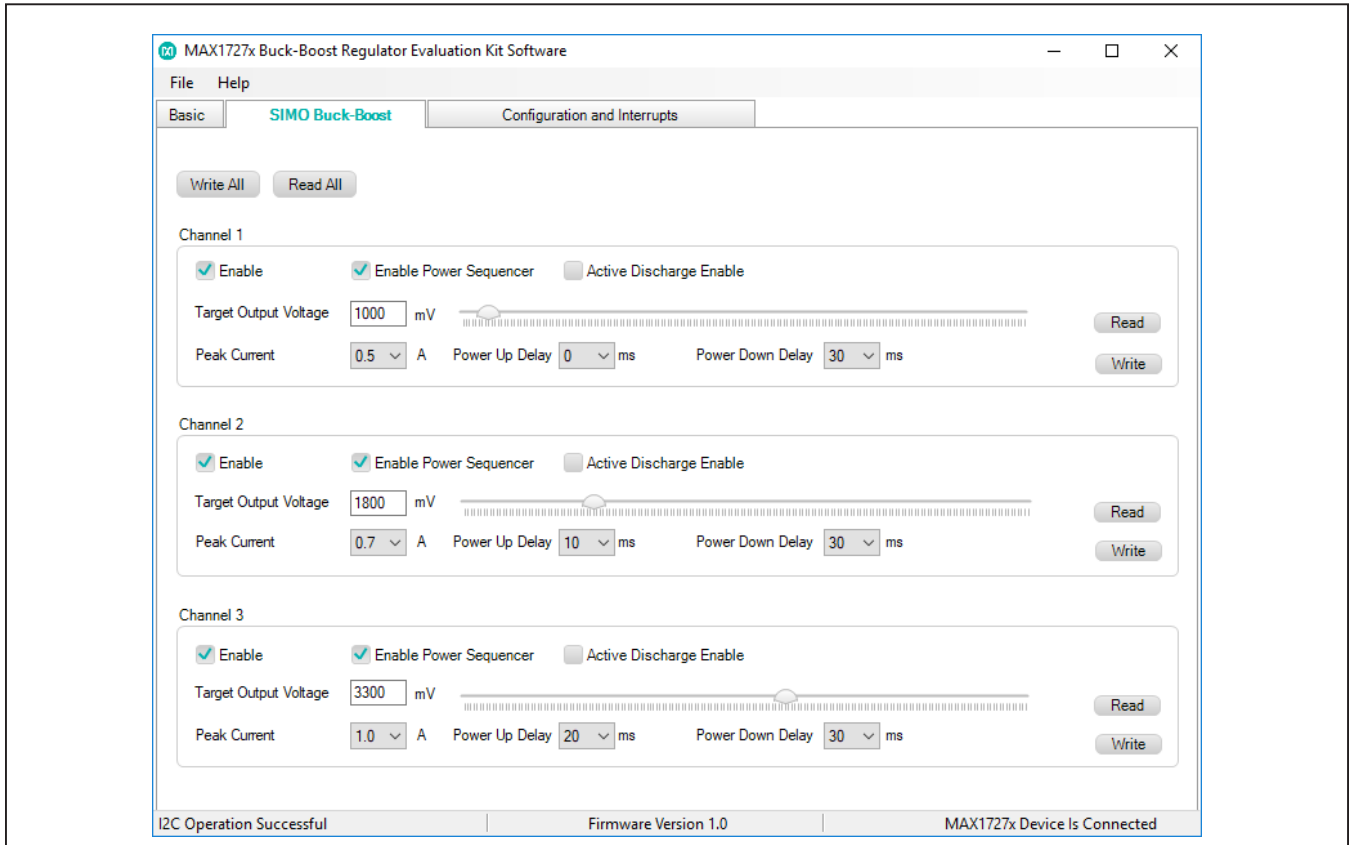 MAX1727x Buck-Boost Regulator Evaluation Kit Software
File Help
Basic SIMO Buck-Boost Configuration and Interrupts
Write All Read All
Channel 1
Enable Enable Power Sequencer Active Discharge Enable
Target Output Voltage 1000 mV
Read
Peak Current 0.5 A Power Up Delay 0 ms Power Down Delay 30 ms
Write
Channel 2
Enable Enable Power Sequencer Active Discharge Enable
Target Output Voltage 1800 mV
Read
Peak Current 0.7 A Power Up Delay 10 ms Power Down Delay 30 ms
Write
Channel 3
Enable Enable Power Sequencer Active Discharge Enable
Target Output Voltage 3300 mV
Read
Peak Current 1.0 A Power Up Delay 20 ms Power Down Delay 30 ms
Write
I2C Operation Successful Firmware Version 1.0 MAX1727x Device Is Connected